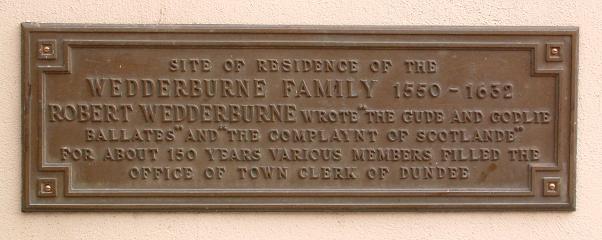 SITE OF RESIDENCE OF THE
WEDDERBURNE FAMILY 1550 - 1632
ROBERT WEDDERBURNE WROTE "THE GUDE AND GODLIE
BALLATES" AND "THE COMPLAYNT OF SCOTLANDE"
FOR ABOUT 150 YEARS VARIOUS MEMBERS FILLED THE
OFFICE OF TOWN CLERK OF DUNDEE